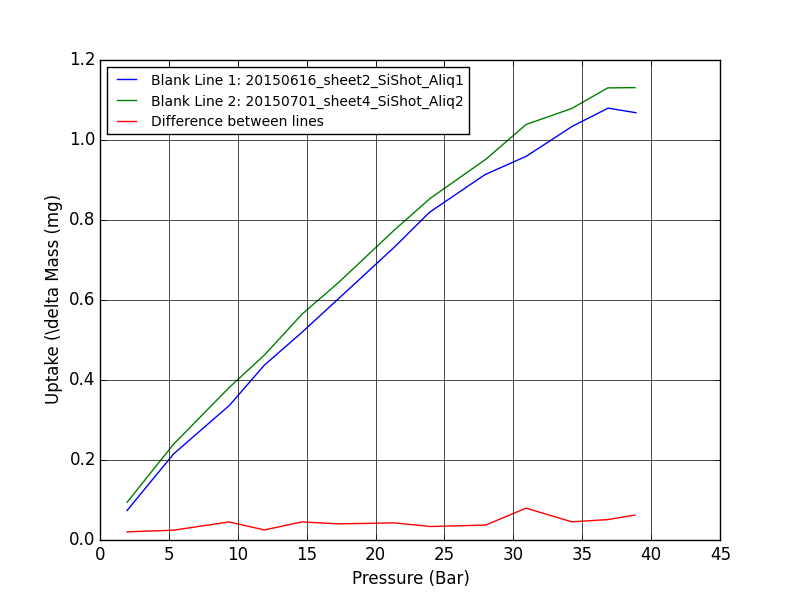 1.2
1.0
0.8
0.6
0.4
0.2
0.0
Uptake (\delta Mass (mg)
Blank Line 1: 20150616_sheet2_SiShot_Aliq1
Blank Line 2: 20150701_sheet4_SiShot_Aliq2
Difference between lines
0 5 10 15 20 25 30 35 40 45
Pressure (Bar)